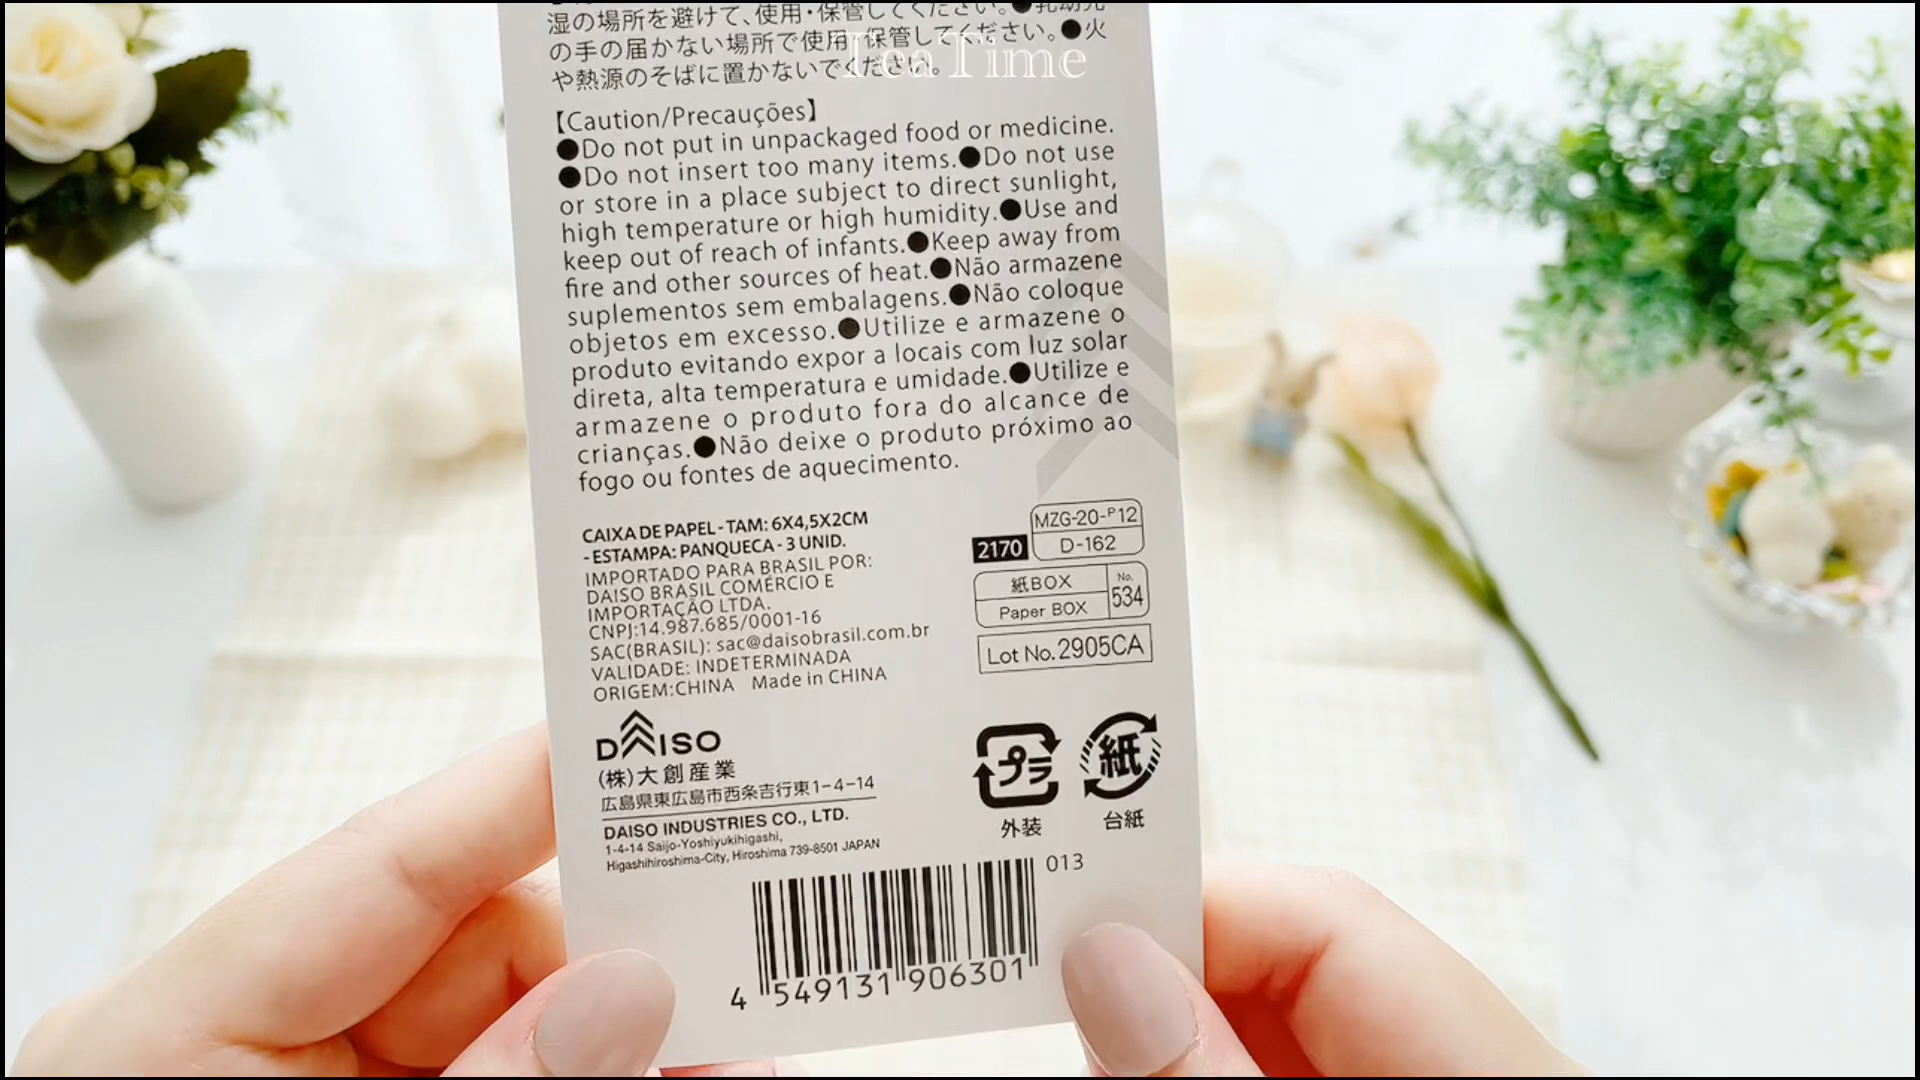 湿の場所を避けて、使用・保管してください。●乳幼児
の手の届かない場所で使用・保管してください。●火
や熱源のそばに置かないでください。
TeaTime
【Caution/Precauções】
●Do not put in unpackaged food or medicine.
●Do not insert too many items.●Do not use
or store in a place subject to direct sunlight,
high temperature or high humidity.●Use and
keep out of reach of infants.●Keep away from
fire and other sources of heat.●Não armazene
suplementos sem embalagens.●Não coloque
objetos em excesso.●Utilize e armazene o
produto evitando expor a locais com luz solar
direta, alta temperatura e umidade.●Utilize e
armazene o produto fora do alcance de
crianças.●Não deixe o produto próximo ao
fogo ou fontes de aquecimento.
CAIXA DE PAPEL - TAM: 6X4,5X2CM
- ESTAMPA: PANQUECA - 3 UNID.
IMPORTADO PARA BRASIL POR:
DAISO BRASIL COMÉRCIO E
IMPORTAÇÃO LTDA.
CNPJ:14.987.685/0001-16
SAC(BRASIL): sac@daisobrasil.com.br
VALIDADE: INDETERMINADA
ORIGEM:CHINA Made in CHINA
MZG-20-P12
2170
D-162
紙BOX
Paper BOX
No.
534
Lot No.2905CA
DAISO
(株)大創産業
広島県東広島市西条吉行東1-4-14
DAISO INDUSTRIES CO., LTD.
1-4-14 Saijo-Yoshiyukihigashi,
Higashihiroshima-City, Hiroshima 739-8501 JAPAN
プラ
外装
紙
台紙
013
4 549131 906301